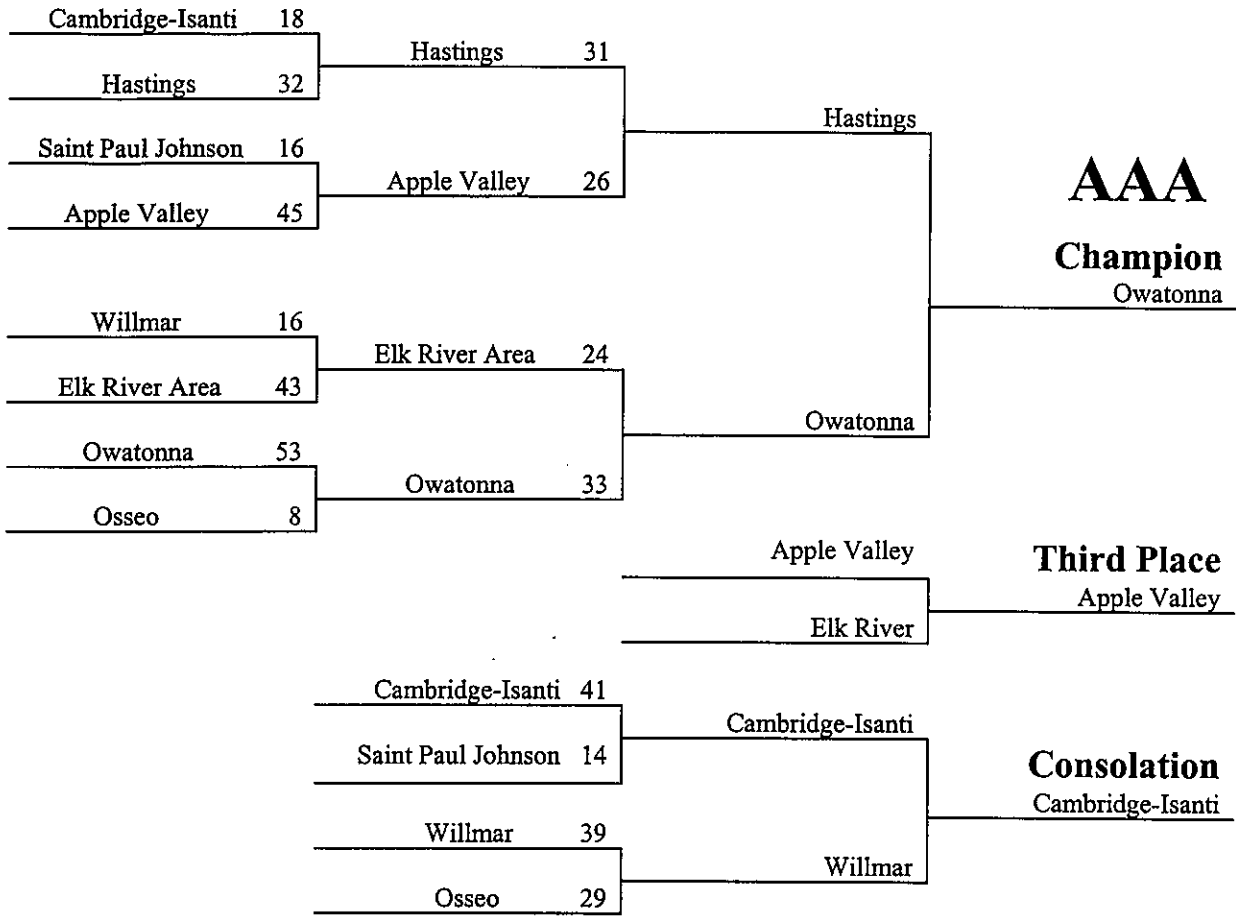 Cambridge-Isanti 18
Hastings 32
Saint Paul Johnson 16
Apple Valley 45
Willmar 16
Elk River Area 43
Owatonna 53
Osseo 8
Hastings 31
Apple Valley 26
Elk River Area 24
Owatonna 33
Hastings
Owatonna
AAA
Champion
Owatonna
Apple Valley
Elk River
Third Place
Apple Valley
Cambridge-Isanti 41
Saint Paul Johnson 14
Willmar 39
Osseo 29
Cambridge-Isanti
Willmar
Consolation
Cambridge-Isanti